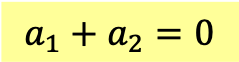 a₁ + a₂ = 0